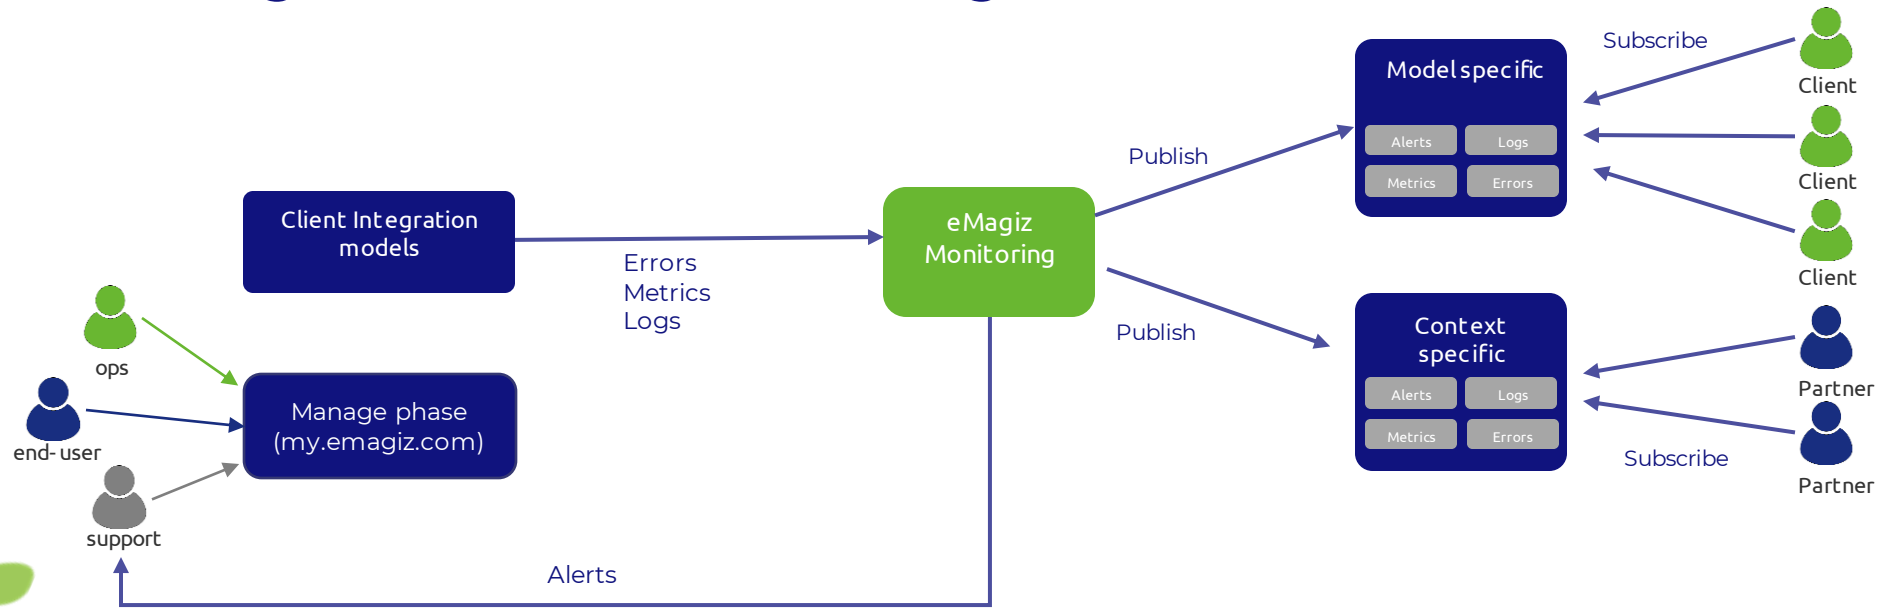 Subscribe
Model specific
Client
Alerts
Logs
Metrics
Errors
Client
Client
Publish
Client Integration
models
eMagiz
Monitoring
Errors
Metrics
Logs
Publish
Context
specific
Alerts
Logs
Metrics
Errors
Partner
Partner
Subscribe
ops
end-user
support
Manage phase
(my.emagiz.com)
Alerts